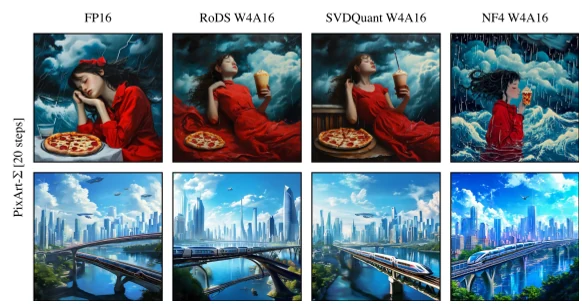 FP16
RoDS W4A16
SVDQuant W4A16
NF4 W4A16
PixArt-Σ [20 steps]